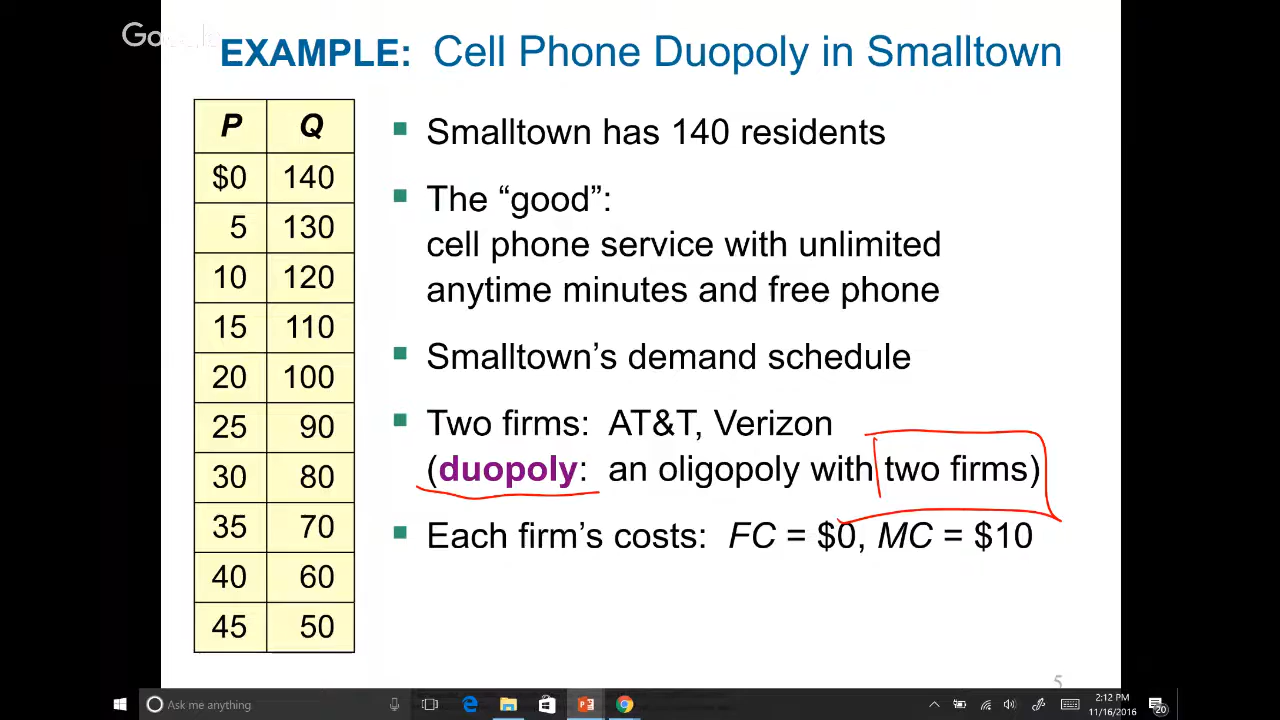 EXAMPLE: Cell Phone Duopoly in Smalltown
P Q
$0 140
5 130
10 120
15 110
20 100
25 90
30 80
35 70
40 60
45 50
Smalltown has 140 residents
The “good”:
cell phone service with unlimited
anytime minutes and free phone
Smalltown’s demand schedule
Two firms: AT&T, Verizon
(duopoly: an oligopoly with two firms)
Each firm’s costs: FC = $0, MC = $10
5
Ask me anything
2:12 PM
11/16/2016
20